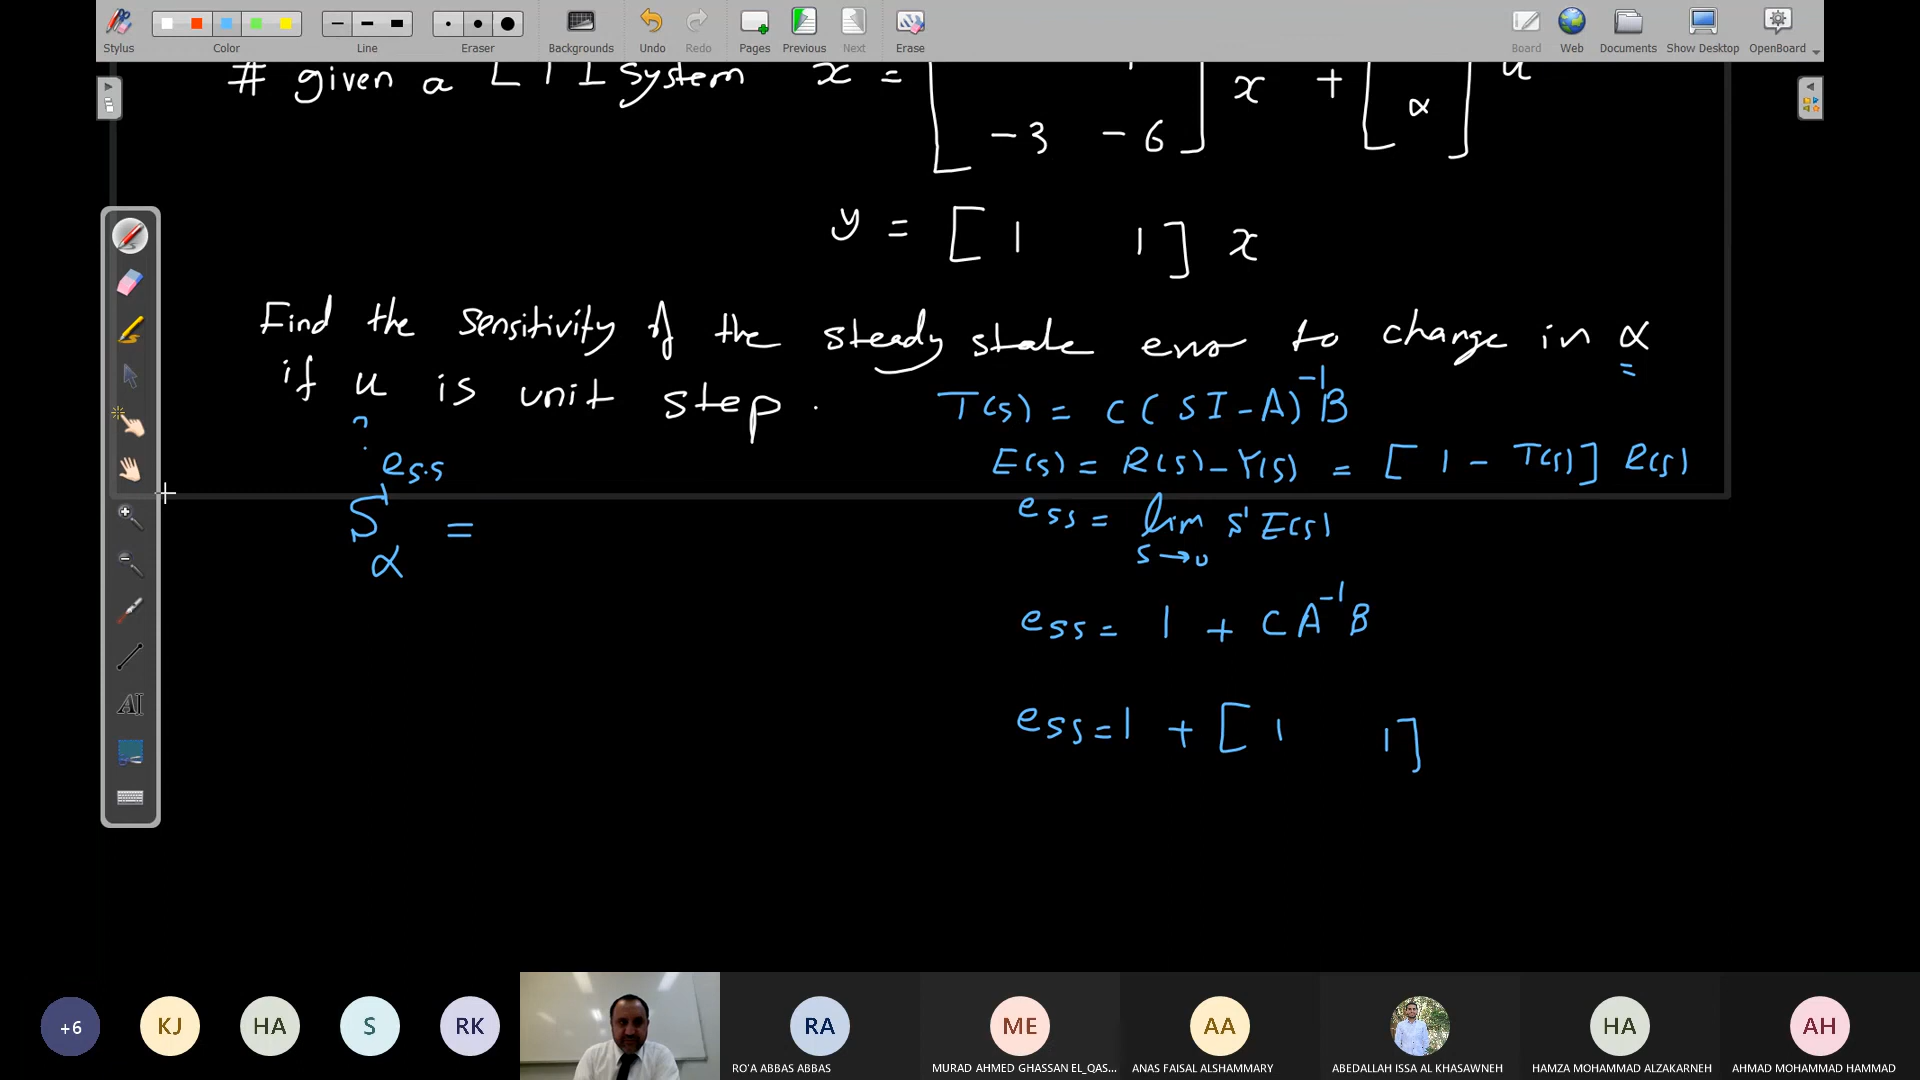 Stylus Color Line Eraser Backgrounds Undo Redo Pages Previous Next Erase Board Web Documents Show Desktop OpenBoard
# given a LTI system x = [ -3 -6 ] x + [ α ] u
y = [ 1 1 ] x
Find the sensitivity of the steady state error to change in α
if u is unit step.
T(s) = C(SI-A)⁻¹B
E(s) = R(s) - Y(s) = [ 1 - T(s) ] R(s)
ess = lim s→0 S E(s)
S e_s.s α =
ess = 1 + CA⁻¹B
ess = 1 + [ 1 1 ]
+6 KJ HA S RK RA ME AA HA AH
RO'A ABBAS ABBAS
MURAD AHMED GHASSAN EL_QAS...
ANAS FAISAL ALSHAMMARY
ABEDALLAH ISSA AL KHASAWNEH
HAMZA MOHAMMAD ALZAKARNEH
AHMAD MOHAMMAD HAMMAD